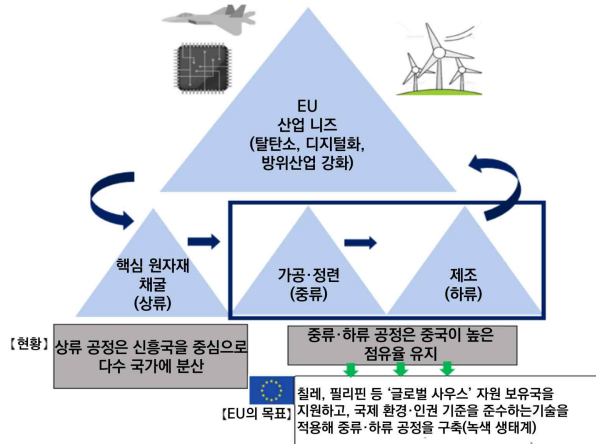 EU
산업 니즈
(탈탄소, 디지털화,
방위산업 강화)
핵심 원자재
채굴
(상류)
가공·정련
(중류)
제조
(하류)
【현황】
상류 공정은 신흥국을 중심으로
다수 국가에 분산
중류·하류 공정은 중국이 높은
점유율 유지
【EU의 목표】
칠레, 필리핀 등 '글로벌 사우스' 자원 보유국을
지원하고, 국제 환경·인권 기준을 준수하는기술을
적용해 중류·하류 공정을 구축(녹색 생태계)